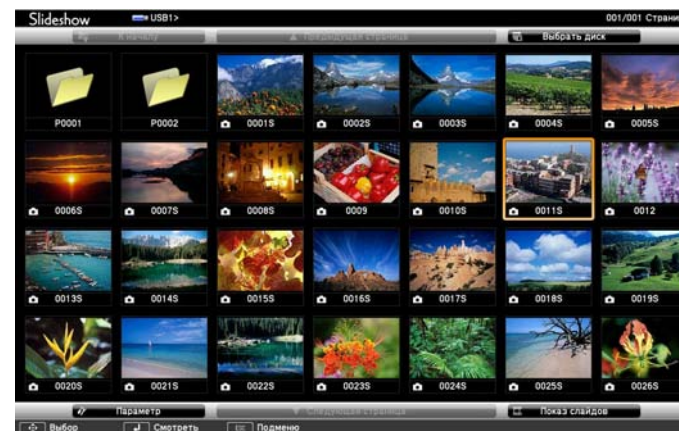 Slideshow USB1> 001/001 Страни
К началу Предыдущая страница Выбрать диск
P0001 P0002 0001S 0002S 0003S 0004S 0005S
0006S 0007S 0008S 0009 0010S 0011S 0012
0013S 0014S 0015S 0016S 0017S 0018S 0019S
0020S 0021S 0022S 0023S 0024S 0025S 0026S
Параметр Следующая страница Показ слайдов
Выбор Смотреть Подменю